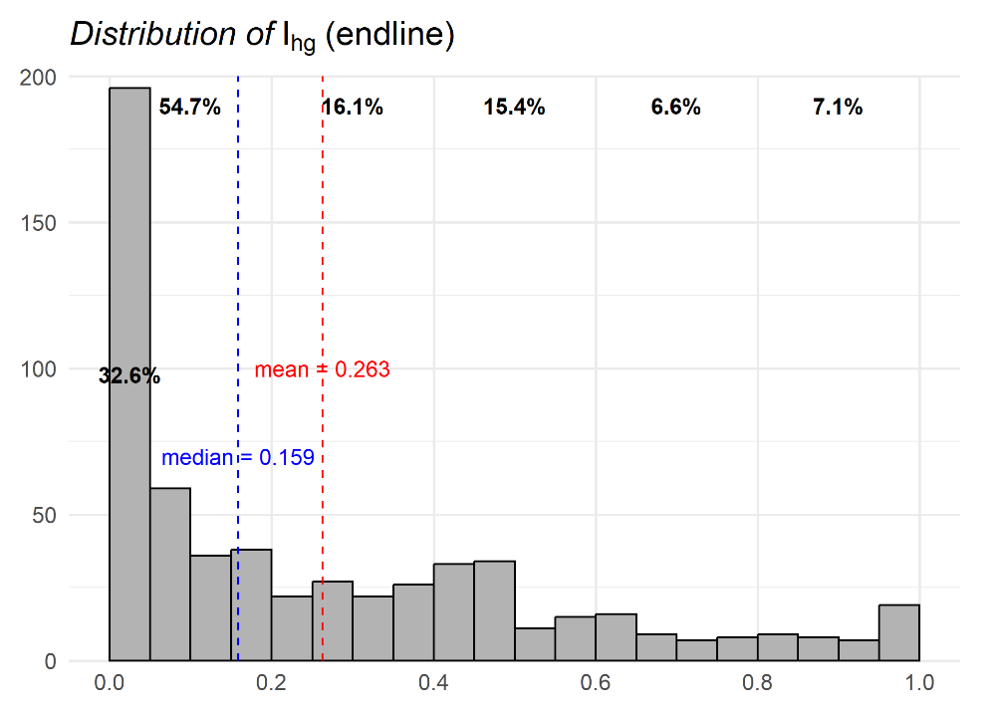 Distribution of Ihg (endline)
200
54.7% 16.1% 15.4% 6.6% 7.1%
150
100
mean = 0.263
32.6%
median = 0.159
50
0
0.0 0.2 0.4 0.6 0.8 1.0